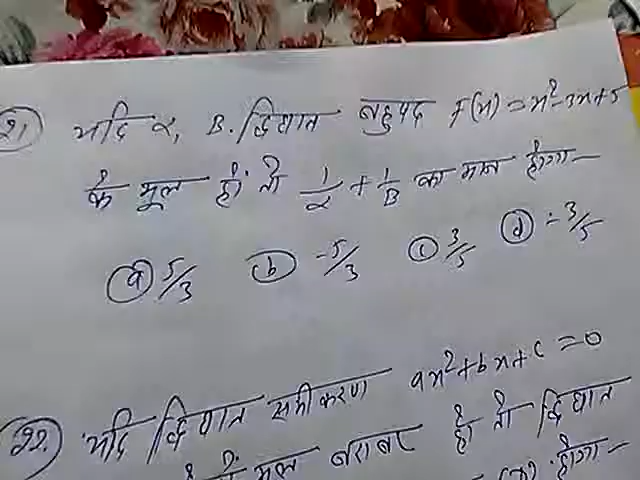 21. यदि α, B. द्विघात बहुपद f(x) = x²-3x+5
के मूल हों तो 1/α + 1/B का मान होगा-
(a) 5/3 (b) -5/3 (c) 3/5 (d) -3/5
22. यदि द्विघात समीकरण ax²+bx+c=0
के मूल बराबर हो तो द्विघात
होगा-